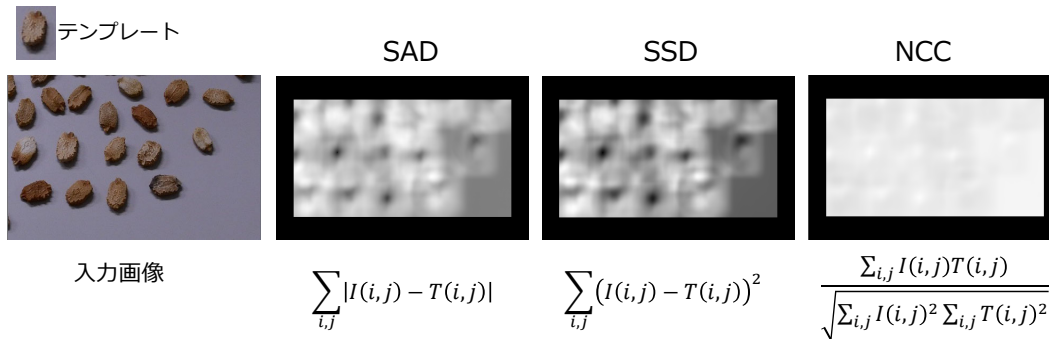 テンプレート
SAD
SSD
NCC
入力画像
∑_{i,j} |I(i,j) − T(i,j)|
∑_{i,j} (I(i,j) − T(i,j))^2
∑_{i,j} I(i,j)T(i,j) / √(∑_{i,j} I(i,j)^2 ∑_{i,j} T(i,j)^2)